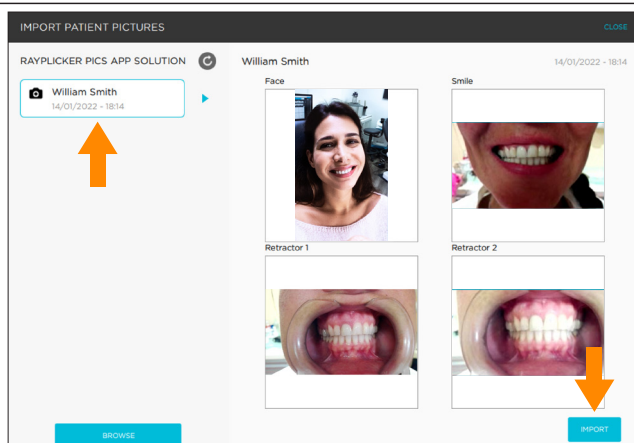 IMPORT PATIENT PICTURES
CLOSE
RAYPLICKER PICS APP SOLUTION
William Smith
14/01/2022 - 18:14
William Smith
14/01/2022 - 18:14
Face
Smile
Retractor 1
Retractor 2
BROWSE
IMPORT